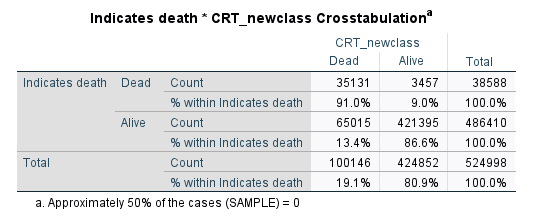 Indicates death * CRT_newclass Crosstabulationa
CRT_newclass
Dead Alive Total
Indicates death Dead Count 35131 3457 38588
% within Indicates death 91.0% 9.0% 100.0%
Alive Count 65015 421395 486410
% within Indicates death 13.4% 86.6% 100.0%
Total Count 100146 424852 524998
% within Indicates death 19.1% 80.9% 100.0%
a. Approximately 50% of the cases (SAMPLE) = 0